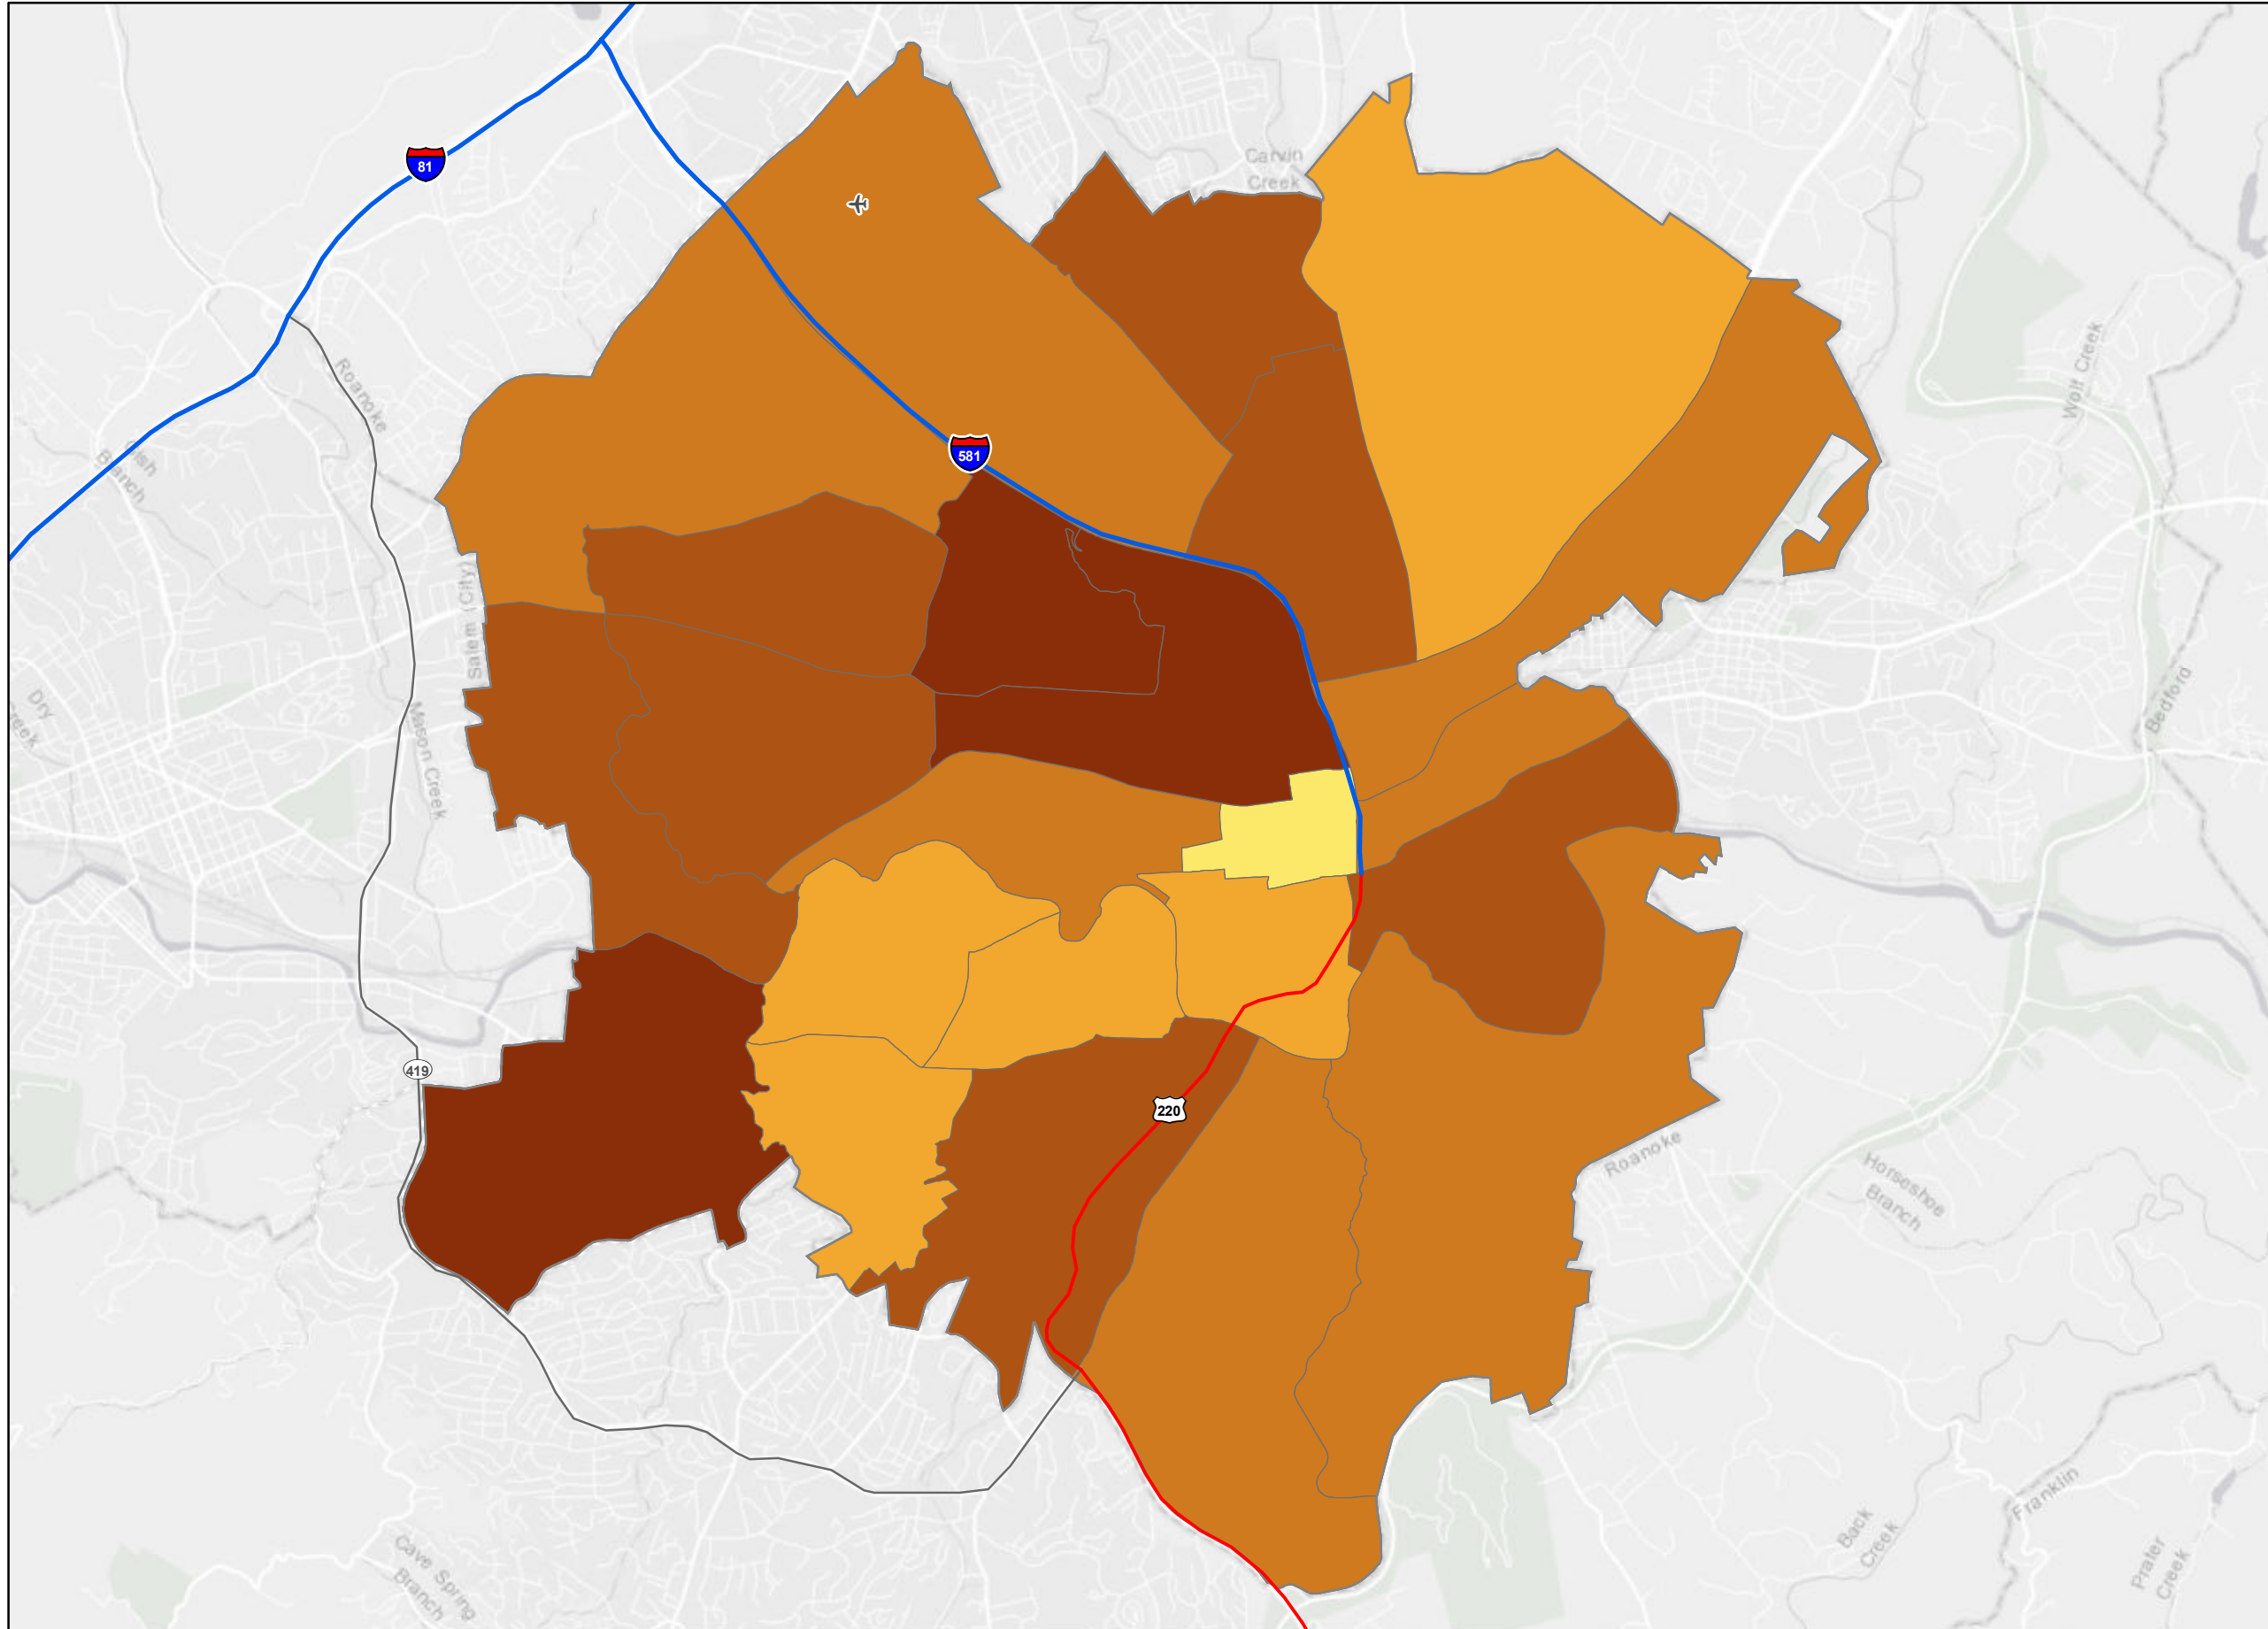 Carvin
Creek
81
Roanoke
Wolf Creek
Gish
Branch
581
Salem (City)
Dry
Creek
Mason Creek
Bedford
419
220
Roanoke
Horseshoe
Branch
Franklin
Back
Creek
Cave Spring
Branch
Prater
Creek